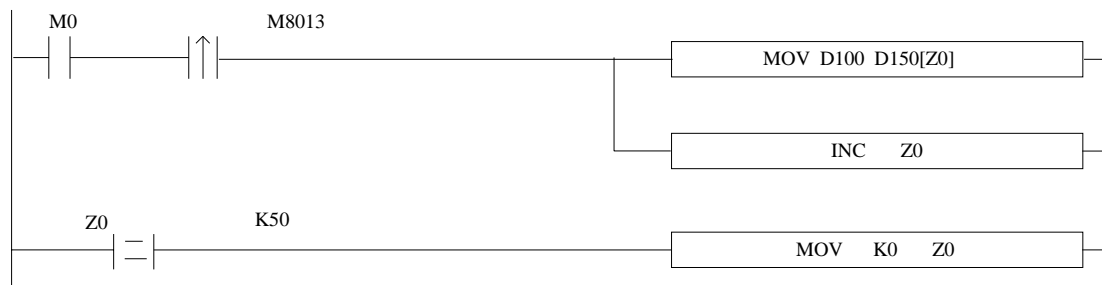 M0 M8013
MOV D100 D150[Z0]
INC Z0
Z0 K50
MOV K0 Z0